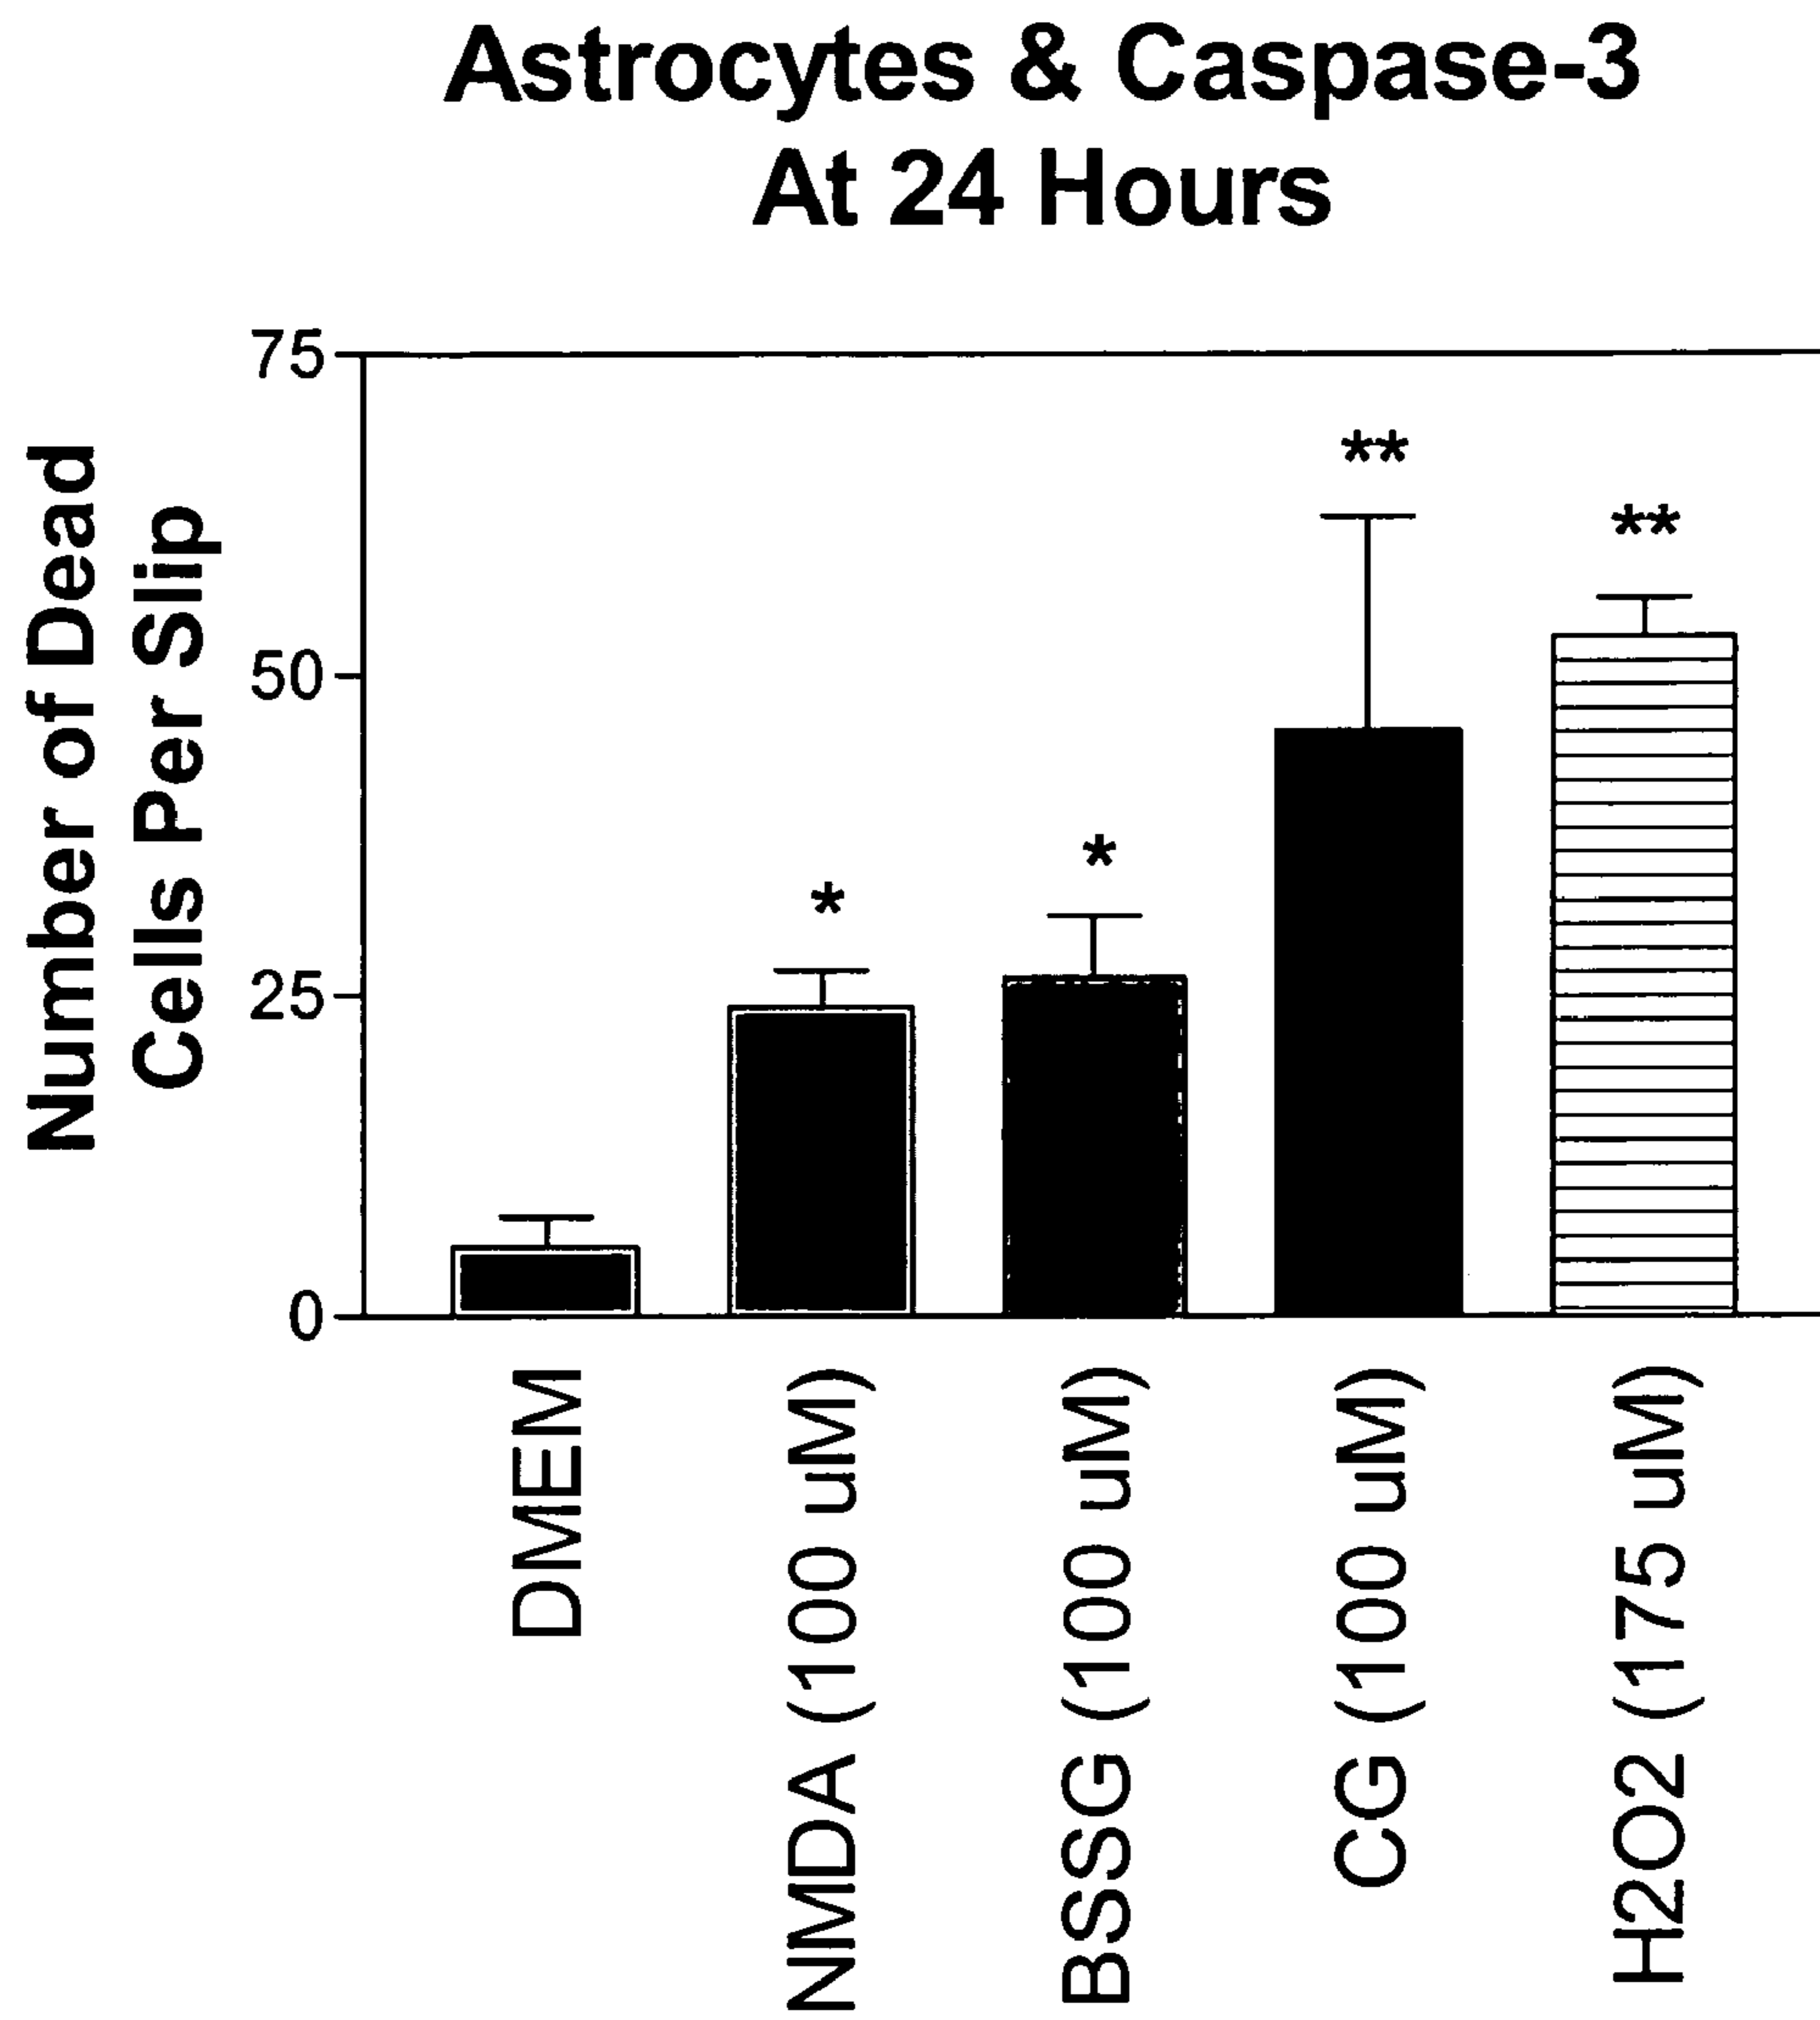 Astrocytes & Caspase-3
At 24 Hours
Number of Dead
Cells Per Slip
75
50
25
0
*
*
**
**
DMEM
NMDA (100 uM)
BSSG (100 uM)
CG (100 uM)
H2O2 (175 uM)